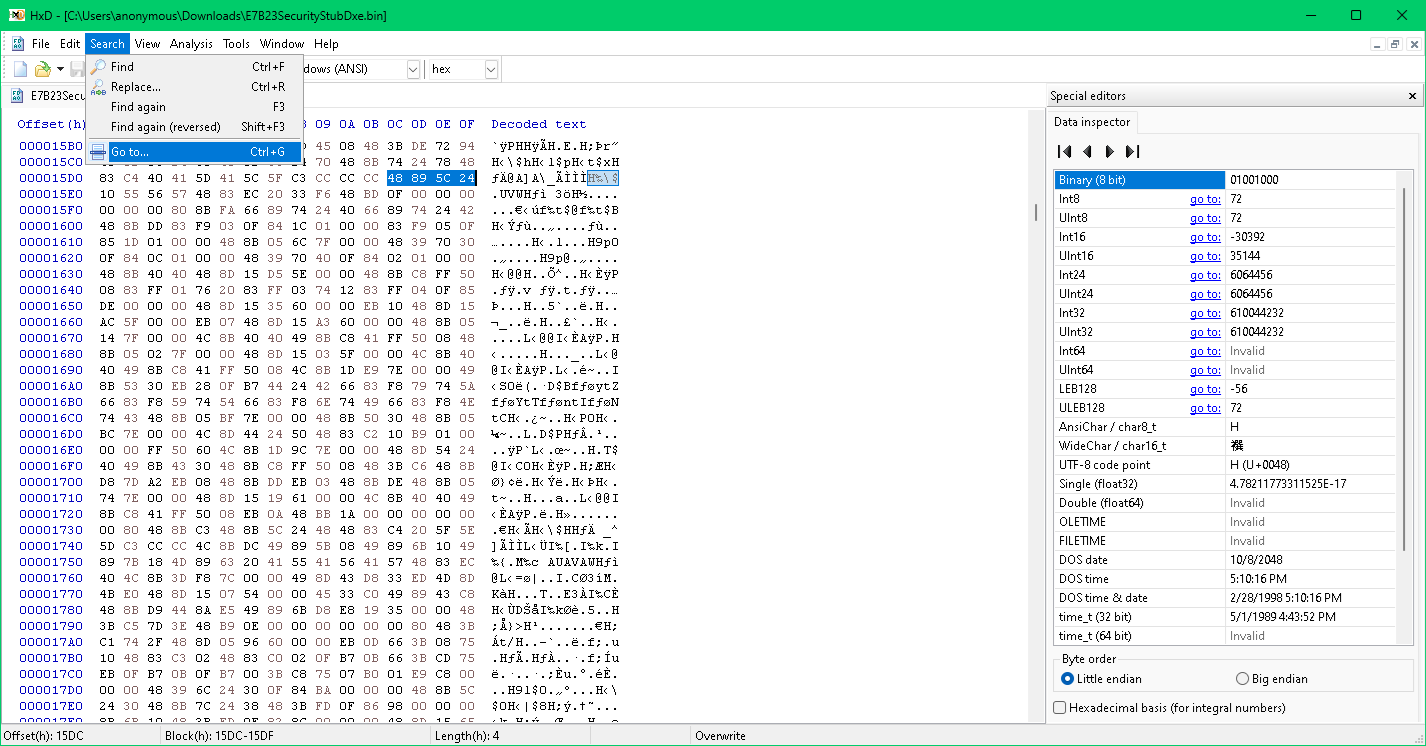 HxD - [C:\Users\anonymous\Downloads\E7B23SecurityStubDxe.bin]
File Edit Search View Analysis Tools Window Help
Find Ctrl+F
Replace... Ctrl+R
Find again F3
Find again (reversed) Shift+F3
Go to... Ctrl+G
dows (ANSI) hex
E7B23Secu
Offset(h) 09 0A 0B 0C 0D 0E 0F Decoded text
000015B0 45 08 48 3B DE 72 94 `ÿPHHÿÅH.E.H;Þr”
000015C0 70 48 8B 74 24 78 48
000015D0 83 C4 40 41 5D 41 5C 5F C3 CC CC CC 48 89 5C 24 ƒÄ@A]A\_ÃÌÌÌH‰\$
000015E0 10 55 56 57 48 83 EC 20 33 F6 48 BD 0F 00 00 00 .UVWHƒì 3öH½....
000015F0 00 00 00 80 8B FA 66 89 74 24 40 66 89 74 24 42 ...€‹úf‰t$@f‰t$B
00001600 48 8B DD 83 F9 03 0F 84 1C 01 00 00 83 F9 05 0F H‹Ýƒù..„....ƒù..
00001610 85 1D 01 00 00 48 8B 05 6C 7F 00 00 48 39 70 30 …....H‹.l...H9p0
00001620 0F 84 0C 01 00 00 48 39 70 40 0F 84 02 01 00 00 .„....H9p@.„....
00001630 48 8B 40 40 48 8D 15 D5 5E 00 00 48 8B C8 FF 50 H‹@@H..Õ^..H‹ÈÿP
00001640 08 83 FF 01 76 20 83 FF 03 74 12 83 FF 04 0F 85 .ƒÿ.v ƒÿ.t.ƒÿ..…
00001650 DE 00 00 00 48 8D 15 35 60 00 00 EB 10 48 8D 15 Þ...H..5`..ë.H..
00001660 AC 5F 00 00 EB 07 48 8D 15 A3 60 00 00 48 8B 05 ¬_..ë.H..£`..H‹.
00001670 14 7F 00 00 4C 8B 40 40 49 8B C8 41 FF 50 08 48 ....L‹@@I‹ÈAÿP.H
00001680 8B 05 02 7F 00 00 48 8D 15 03 5F 00 00 4C 8B 40 ‹.....H..._..L‹@
00001690 40 49 8B C8 41 FF 50 08 4C 8B 1D E9 7E 00 00 49 @I‹ÈAÿP.L‹.é~..I
000016A0 8B 53 30 EB 28 0F B7 44 24 42 66 83 F8 79 74 5A ‹S0ë(.·D$BfƒøytZ
000016B0 66 83 F8 59 74 54 66 83 F8 6E 74 49 66 83 F8 4E fƒøYtTfƒøntIfƒøN
000016C0 74 43 48 8B 05 BF 7E 00 00 48 8B 50 30 48 8B 05 tCH‹.¿~..H‹P0H‹.
000016D0 BC 7E 00 00 4C 8D 44 24 50 48 83 C2 10 B9 01 00 ¼~..L.D$PHƒÂ.¹..
000016E0 00 00 FF 50 60 4C 8B 1D 9C 7E 00 00 48 8D 54 24 ..ÿP`L‹.œ~..H.T$
000016F0 40 49 8B 43 30 48 8B C8 FF 50 08 48 3B C6 48 8B @I‹C0H‹ÈÿP.H;ÆH‹
00001700 D8 7D A2 EB 08 48 8B DD EB 03 48 8B DE 48 8B 05 Ø}¢ë.H‹Ýë.H‹ÞH‹.
00001710 74 7E 00 00 48 8D 15 19 61 00 00 4C 8B 40 40 49 t~..H...a..L‹@@I
00001720 8B C8 41 FF 50 08 EB 0A 48 BB 1A 00 00 00 00 00 ‹ÈAÿP.ë.H»......
00001730 00 80 48 8B C3 48 8B 5C 24 48 48 83 C4 20 5F 5E .€H‹ÃH‹\$HHƒÄ _^
00001740 5D C3 CC CC 4C 8B DC 49 89 5B 08 49 89 6B 10 49 ]ÃÌÌL‹ÜI‰[.I‰k.I
00001750 89 7B 18 4D 89 63 20 41 55 41 56 41 57 48 83 EC ‰{.M‰c AUAVAWHƒì
00001760 40 4C 8B 3D F8 7C 00 00 49 8D 43 D8 33 ED 4D 8B @L‹=ø|..I.CØ3íM‹
00001770 4B E0 48 8D 15 07 54 00 00 45 33 C0 49 89 43 C8 KàH...T..E3ÀI‰CÈ
00001780 48 8B D9 44 8A E5 49 89 6B D8 E8 19 35 00 00 48 H‹ÙDŠåI‰kØè.5..H
00001790 3B C5 7D 3E 48 B9 0E 00 00 00 00 00 00 80 48 3B ;Å}>H¹.......€H;
000017A0 C1 74 2F 48 8D 05 96 60 00 00 EB 0D 66 3B 08 75 Át/H..–`..ë.f;.u
000017B0 10 48 83 C3 02 48 83 C0 02 0F B7 0B 66 3B CD 75 .HƒÃ.HƒÀ..·.f;Íu
000017C0 EB 0F B7 0B 0F B7 00 3B C8 75 07 B0 01 E9 C8 00 ë.·..·.;Èu.°.éÈ.
000017D0 00 00 48 39 6C 24 30 0F 84 BA 00 00 00 48 8B 5C ..H9l$0.„º...H‹\
000017E0 24 30 48 8B 7C 24 38 48 3B FD 0F 86 98 00 00 00 $0H‹|$8H;ý.†˜...
Special editors
Data inspector
Binary (8 bit) 01001000
Int8 go to: 72
UInt8 go to: 72
Int16 go to: -30392
UInt16 go to: 35144
Int24 go to: 6064456
UInt24 go to: 6064456
Int32 go to: 610044232
UInt32 go to: 610044232
Int64 go to: Invalid
UInt64 go to: Invalid
LEB128 go to: -56
ULEB128 go to: 72
AnsiChar / char8_t H
WideChar / char16_t
UTF-8 code point H (U+0048)
Single (float32) 4.78211773311525E-17
Double (float64) Invalid
OLETIME Invalid
FILETIME Invalid
DOS date 10/8/2048
DOS time 5:10:16 PM
DOS time & date 2/28/1998 5:10:16 PM
time_t (32 bit) 5/1/1989 4:43:52 PM
time_t (64 bit) Invalid
Byte order
Little endian Big endian
Hexadecimal basis (for integral numbers)
Offset(h): 15DC Block(h): 15DC-15DF Length(h): 4 Overwrite